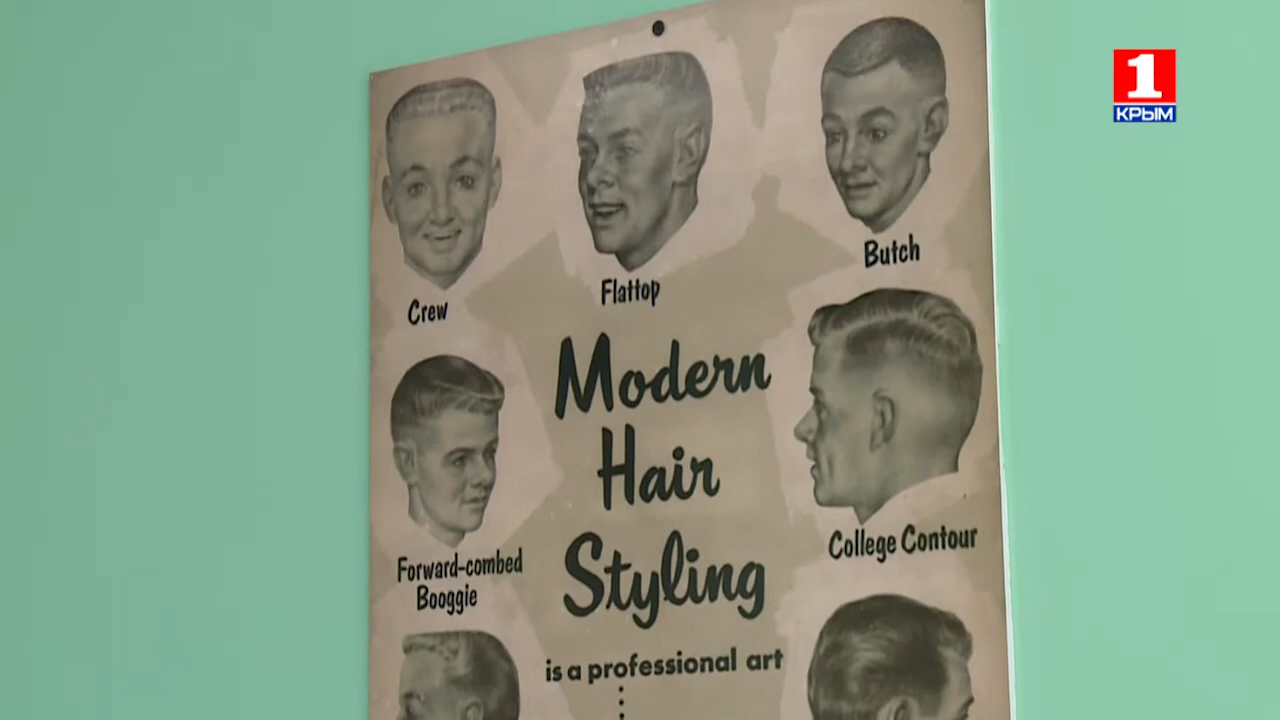 1
КРЫМ
Crew
Flattop
Butch
Modern
Hair
Styling
Forward-combed
Booggie
College Contour
is a professional art